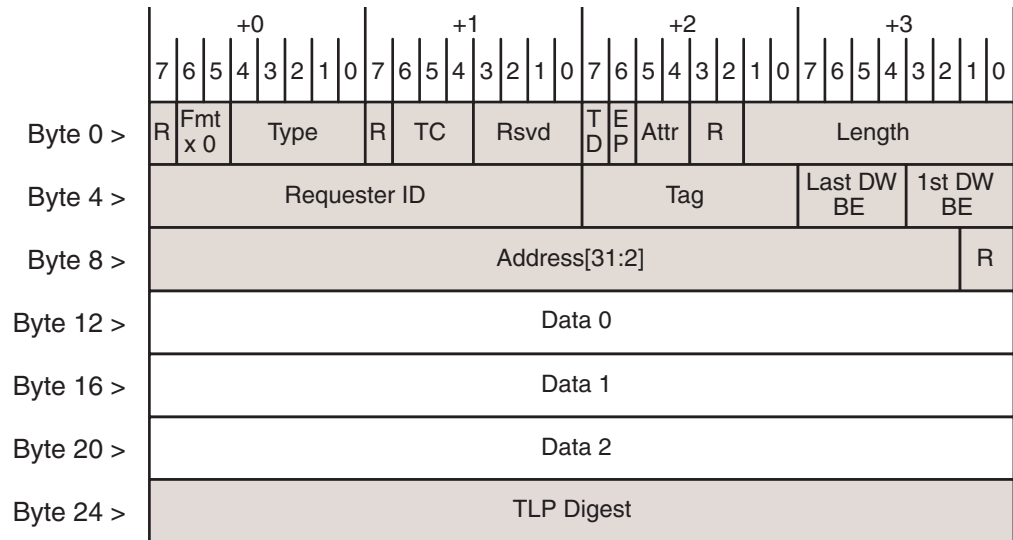 +0 +1 +2 +3
7 6 5 4 3 2 1 0 7 6 5 4 3 2 1 0 7 6 5 4 3 2 1 0 7 6 5 4 3 2 1 0
Byte 0 > R Fmt x 0 Type R TC Rsvd TD EP Attr R Length
Byte 4 > Requester ID Tag Last DW BE 1st DW BE
Byte 8 > Address[31:2] R
Byte 12 > Data 0
Byte 16 > Data 1
Byte 20 > Data 2
Byte 24 > TLP Digest